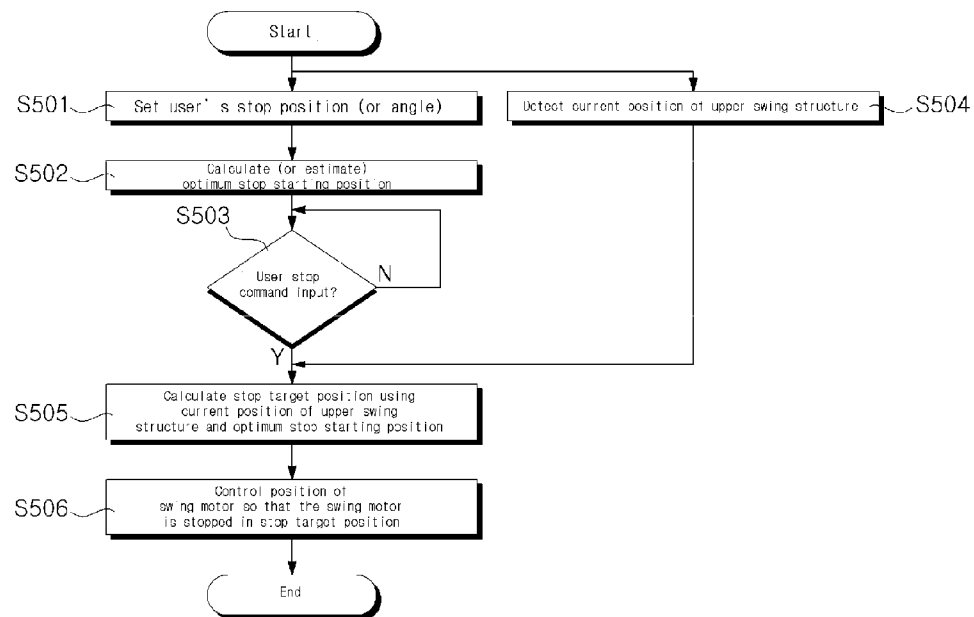 Start
S501
Set user's stop position (or angle)
Detect current position of upper swing structure
S504
S502
Calculate (or estimate)
optimum stop starting position
S503
User stop
command input?
N
Y
S505
Calculate stop target position using
current position of upper swing
structure and optimum stop starting position
S506
Control position of
swing motor so that the swing motor
is stopped in stop target position
End